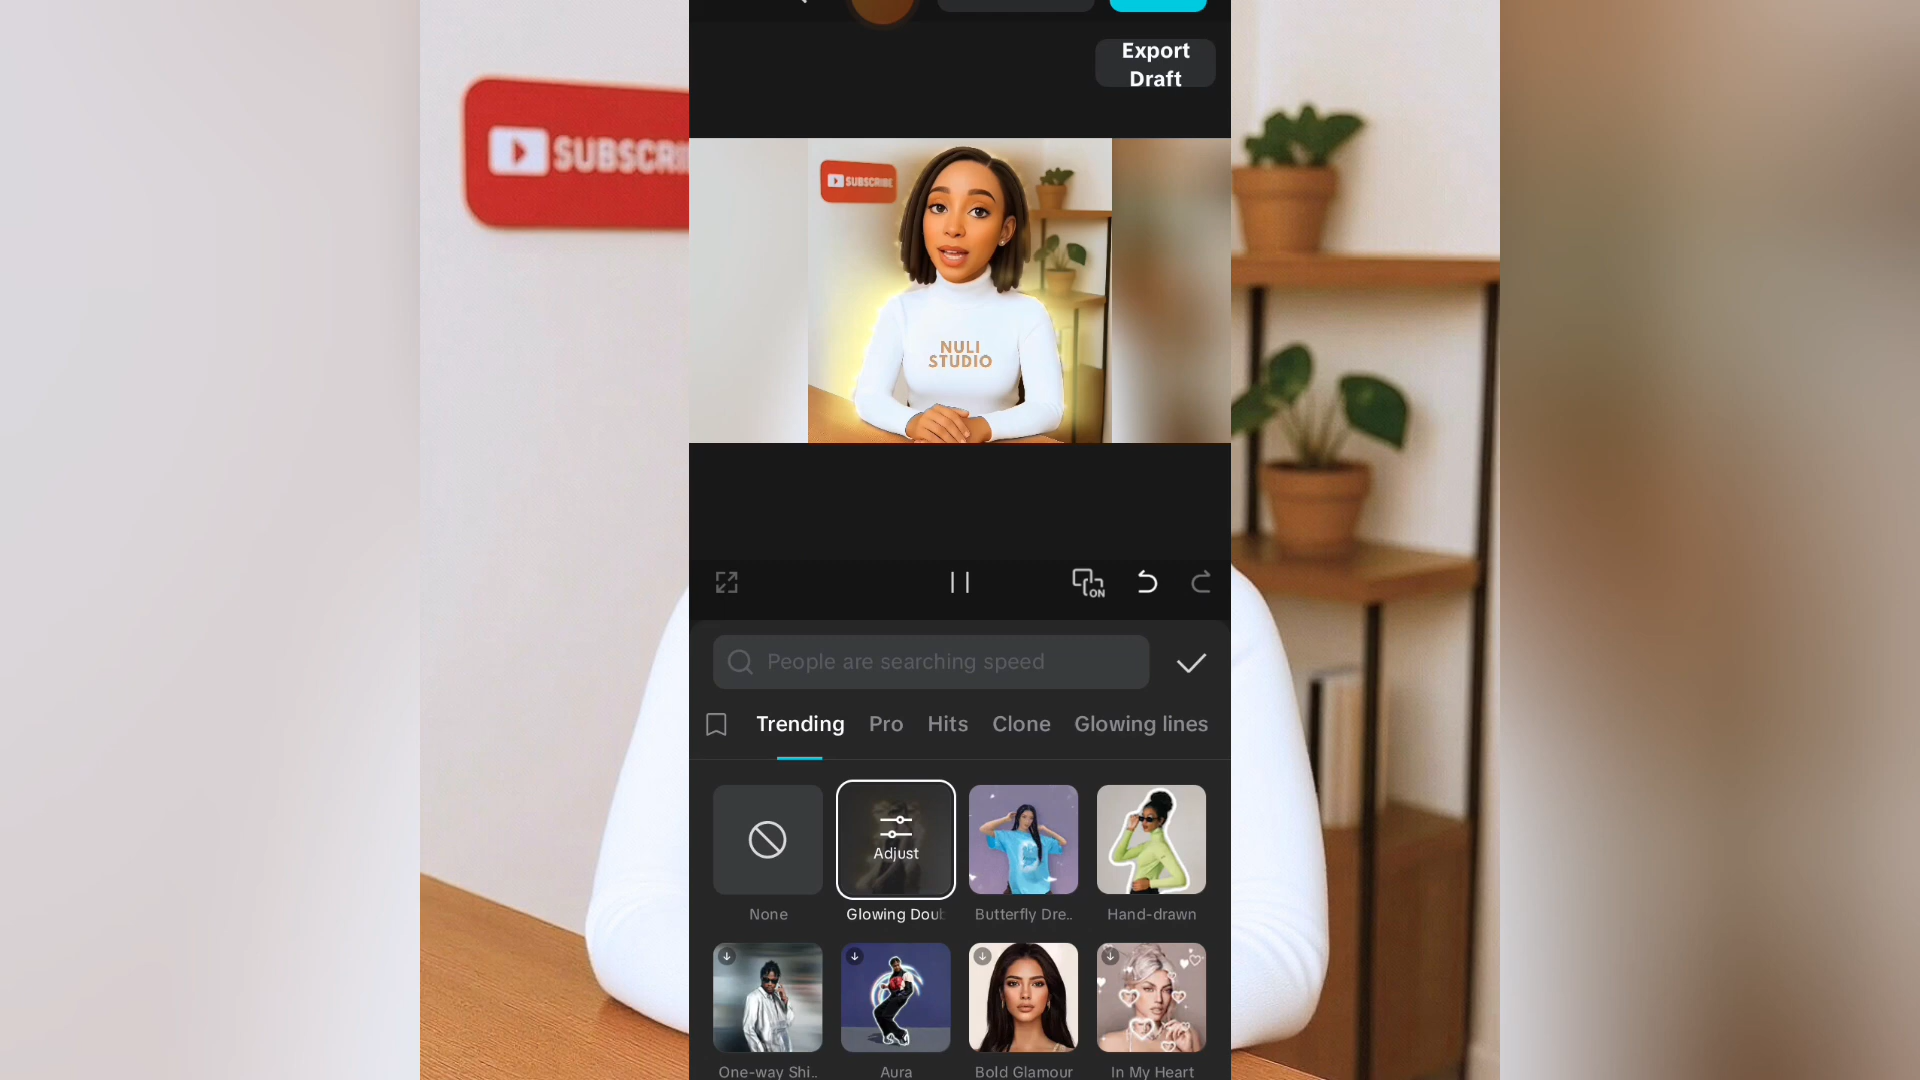 Export
Draft
SUBSCRI
SUBSCRIBE
NULI
STUDIO
ON
People are searching speed
Trending Pro Hits Clone Glowing lines
Adjust
None Glowing Doub Butterfly Dre.. Hand-drawn
One-way Shi.. Aura Bold Glamour In My Heart